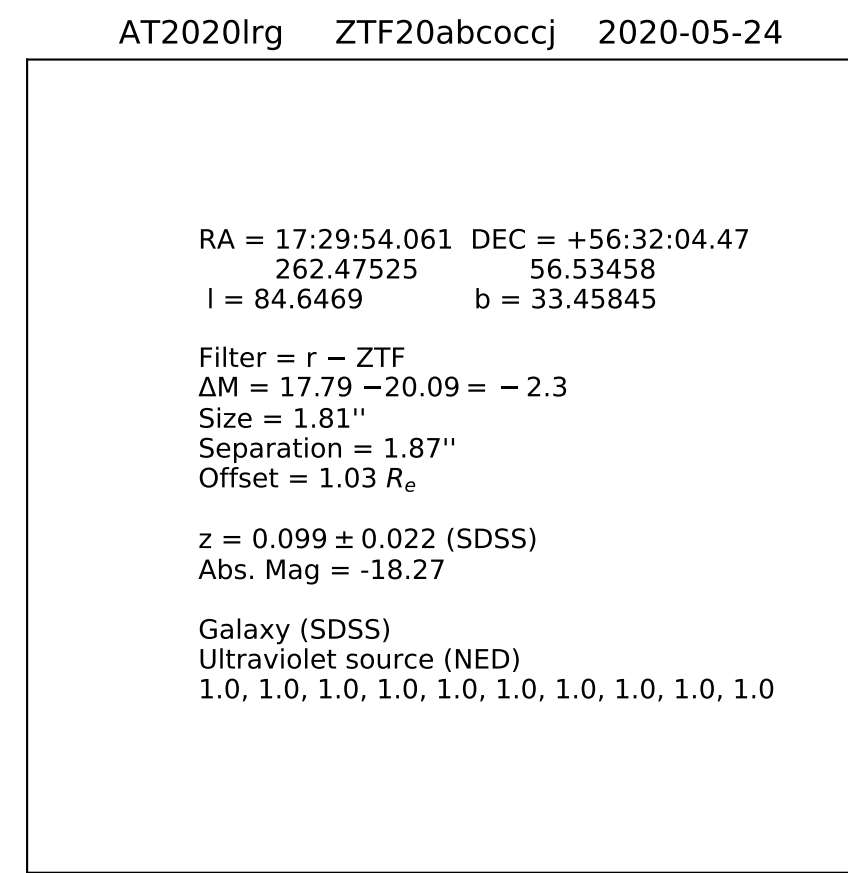 AT2020lrg ZTF20abcoccj 2020-05-24
RA = 17:29:54.061 DEC = +56:32:04.47
262.47525 56.53458
l = 84.6469 b = 33.45845
Filter = r − ZTF
ΔM = 17.79 −20.09 = − 2.3
Size = 1.81''
Separation = 1.87''
Offset = 1.03 Rₑ
z = 0.099 ± 0.022 (SDSS)
Abs. Mag = -18.27
Galaxy (SDSS)
Ultraviolet source (NED)
1.0, 1.0, 1.0, 1.0, 1.0, 1.0, 1.0, 1.0, 1.0, 1.0